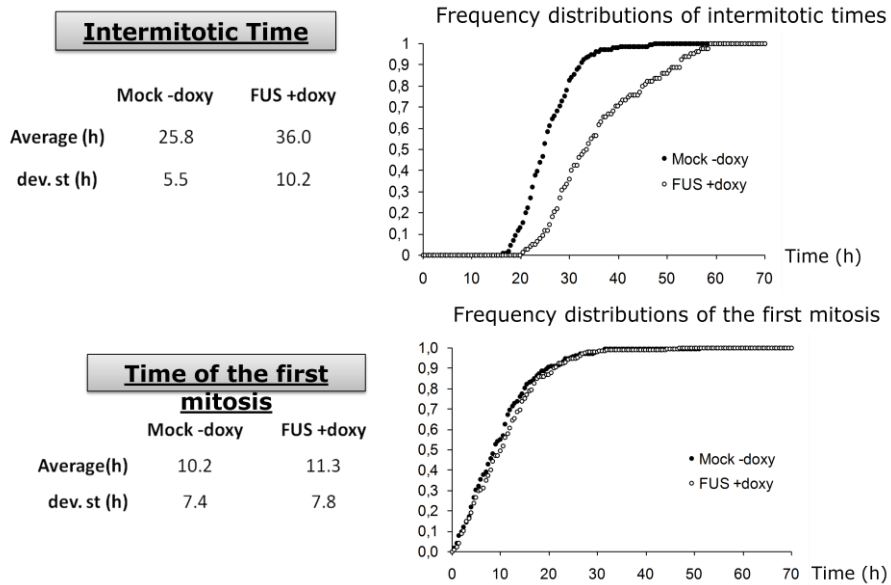 Intermitotic Time
Mock -doxy FUS +doxy
Average (h) 25.8 36.0
dev. st (h) 5.5 10.2
Frequency distributions of intermitotic times
1
0,9
0,8
0,7
0,6
0,5
0,4
0,3
0,2
0,1
0
0 10 20 30 40 50 60 70
Time (h)
Mock -doxy
FUS +doxy
Time of the first
mitosis
Mock -doxy FUS +doxy
Average(h) 10.2 11.3
dev. st (h) 7.4 7.8
Frequency distributions of the first mitosis
1,0
0,9
0,8
0,7
0,6
0,5
0,4
0,3
0,2
0,1
0,0
0 10 20 30 40 50 60 70
Time (h)
Mock -doxy
FUS +doxy